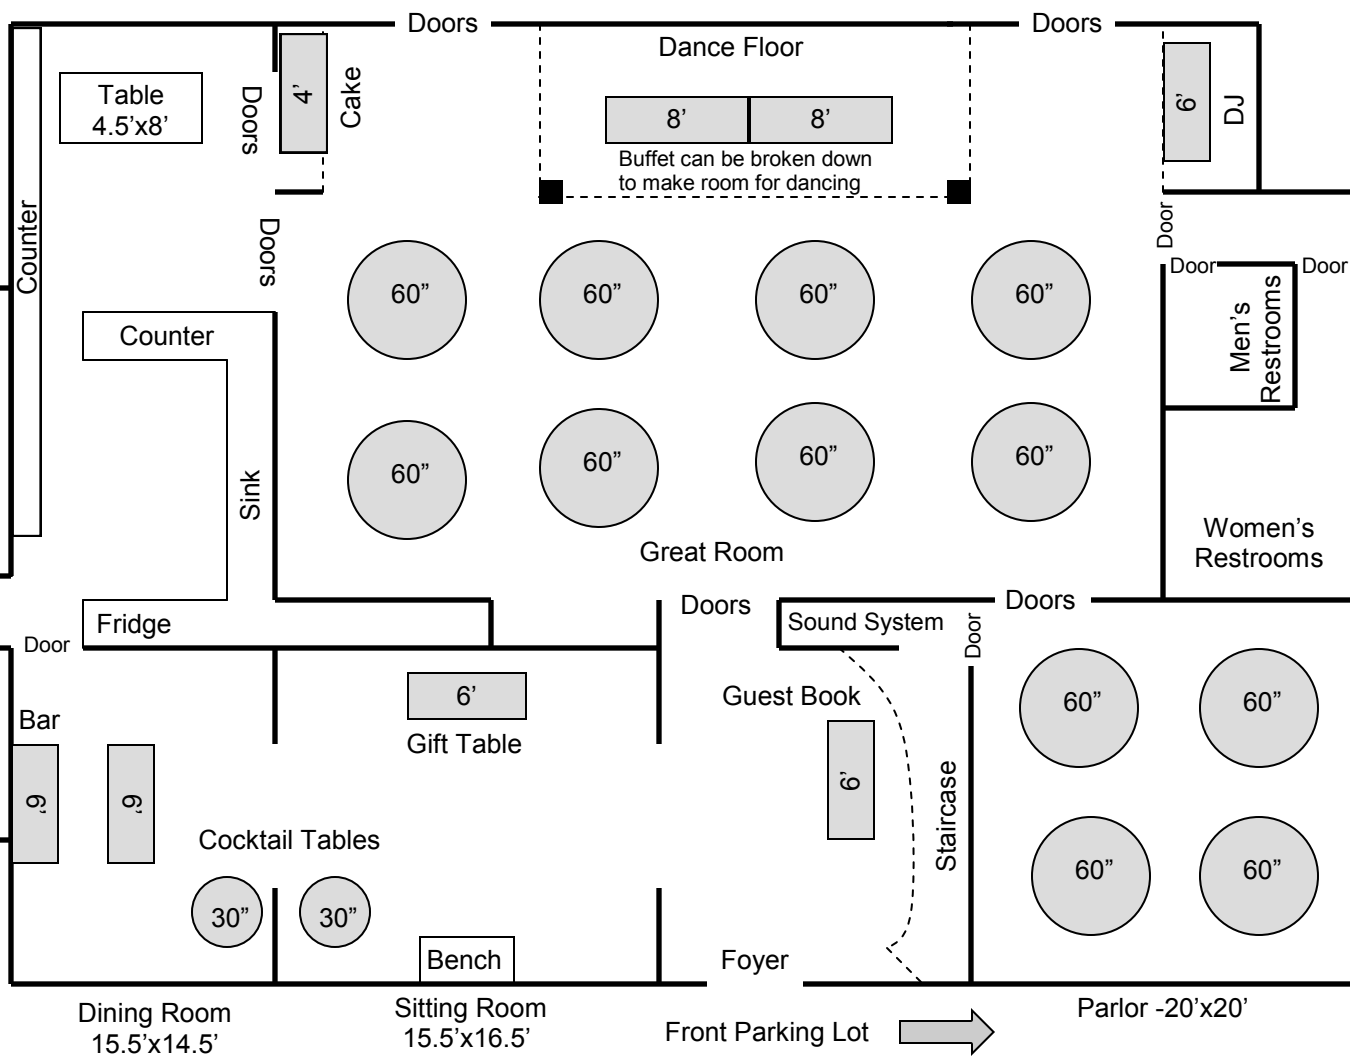 Doors
Doors
Dance Floor
Table
4.5’x8’
Doors
4’
Cake
8’
8’
Buffet can be broken down
to make room for dancing
6’
DJ
Counter
Doors
Door
Door
Door
60”
60”
60”
60”
Men’s
Restrooms
Counter
60”
60”
60”
60”
Sink
Women’s
Restrooms
Great Room
Fridge
Doors
Sound System
Doors
Door
Door
Bar
6’
Gift Table
Guest Book
60”
60”
6’
6’
6’
Staircase
Cocktail Tables
30”
30”
60”
60”
Bench
Foyer
Dining Room
15.5’x14.5’
Sitting Room
15.5’x16.5’
Front Parking Lot
Parlor -20’x20’